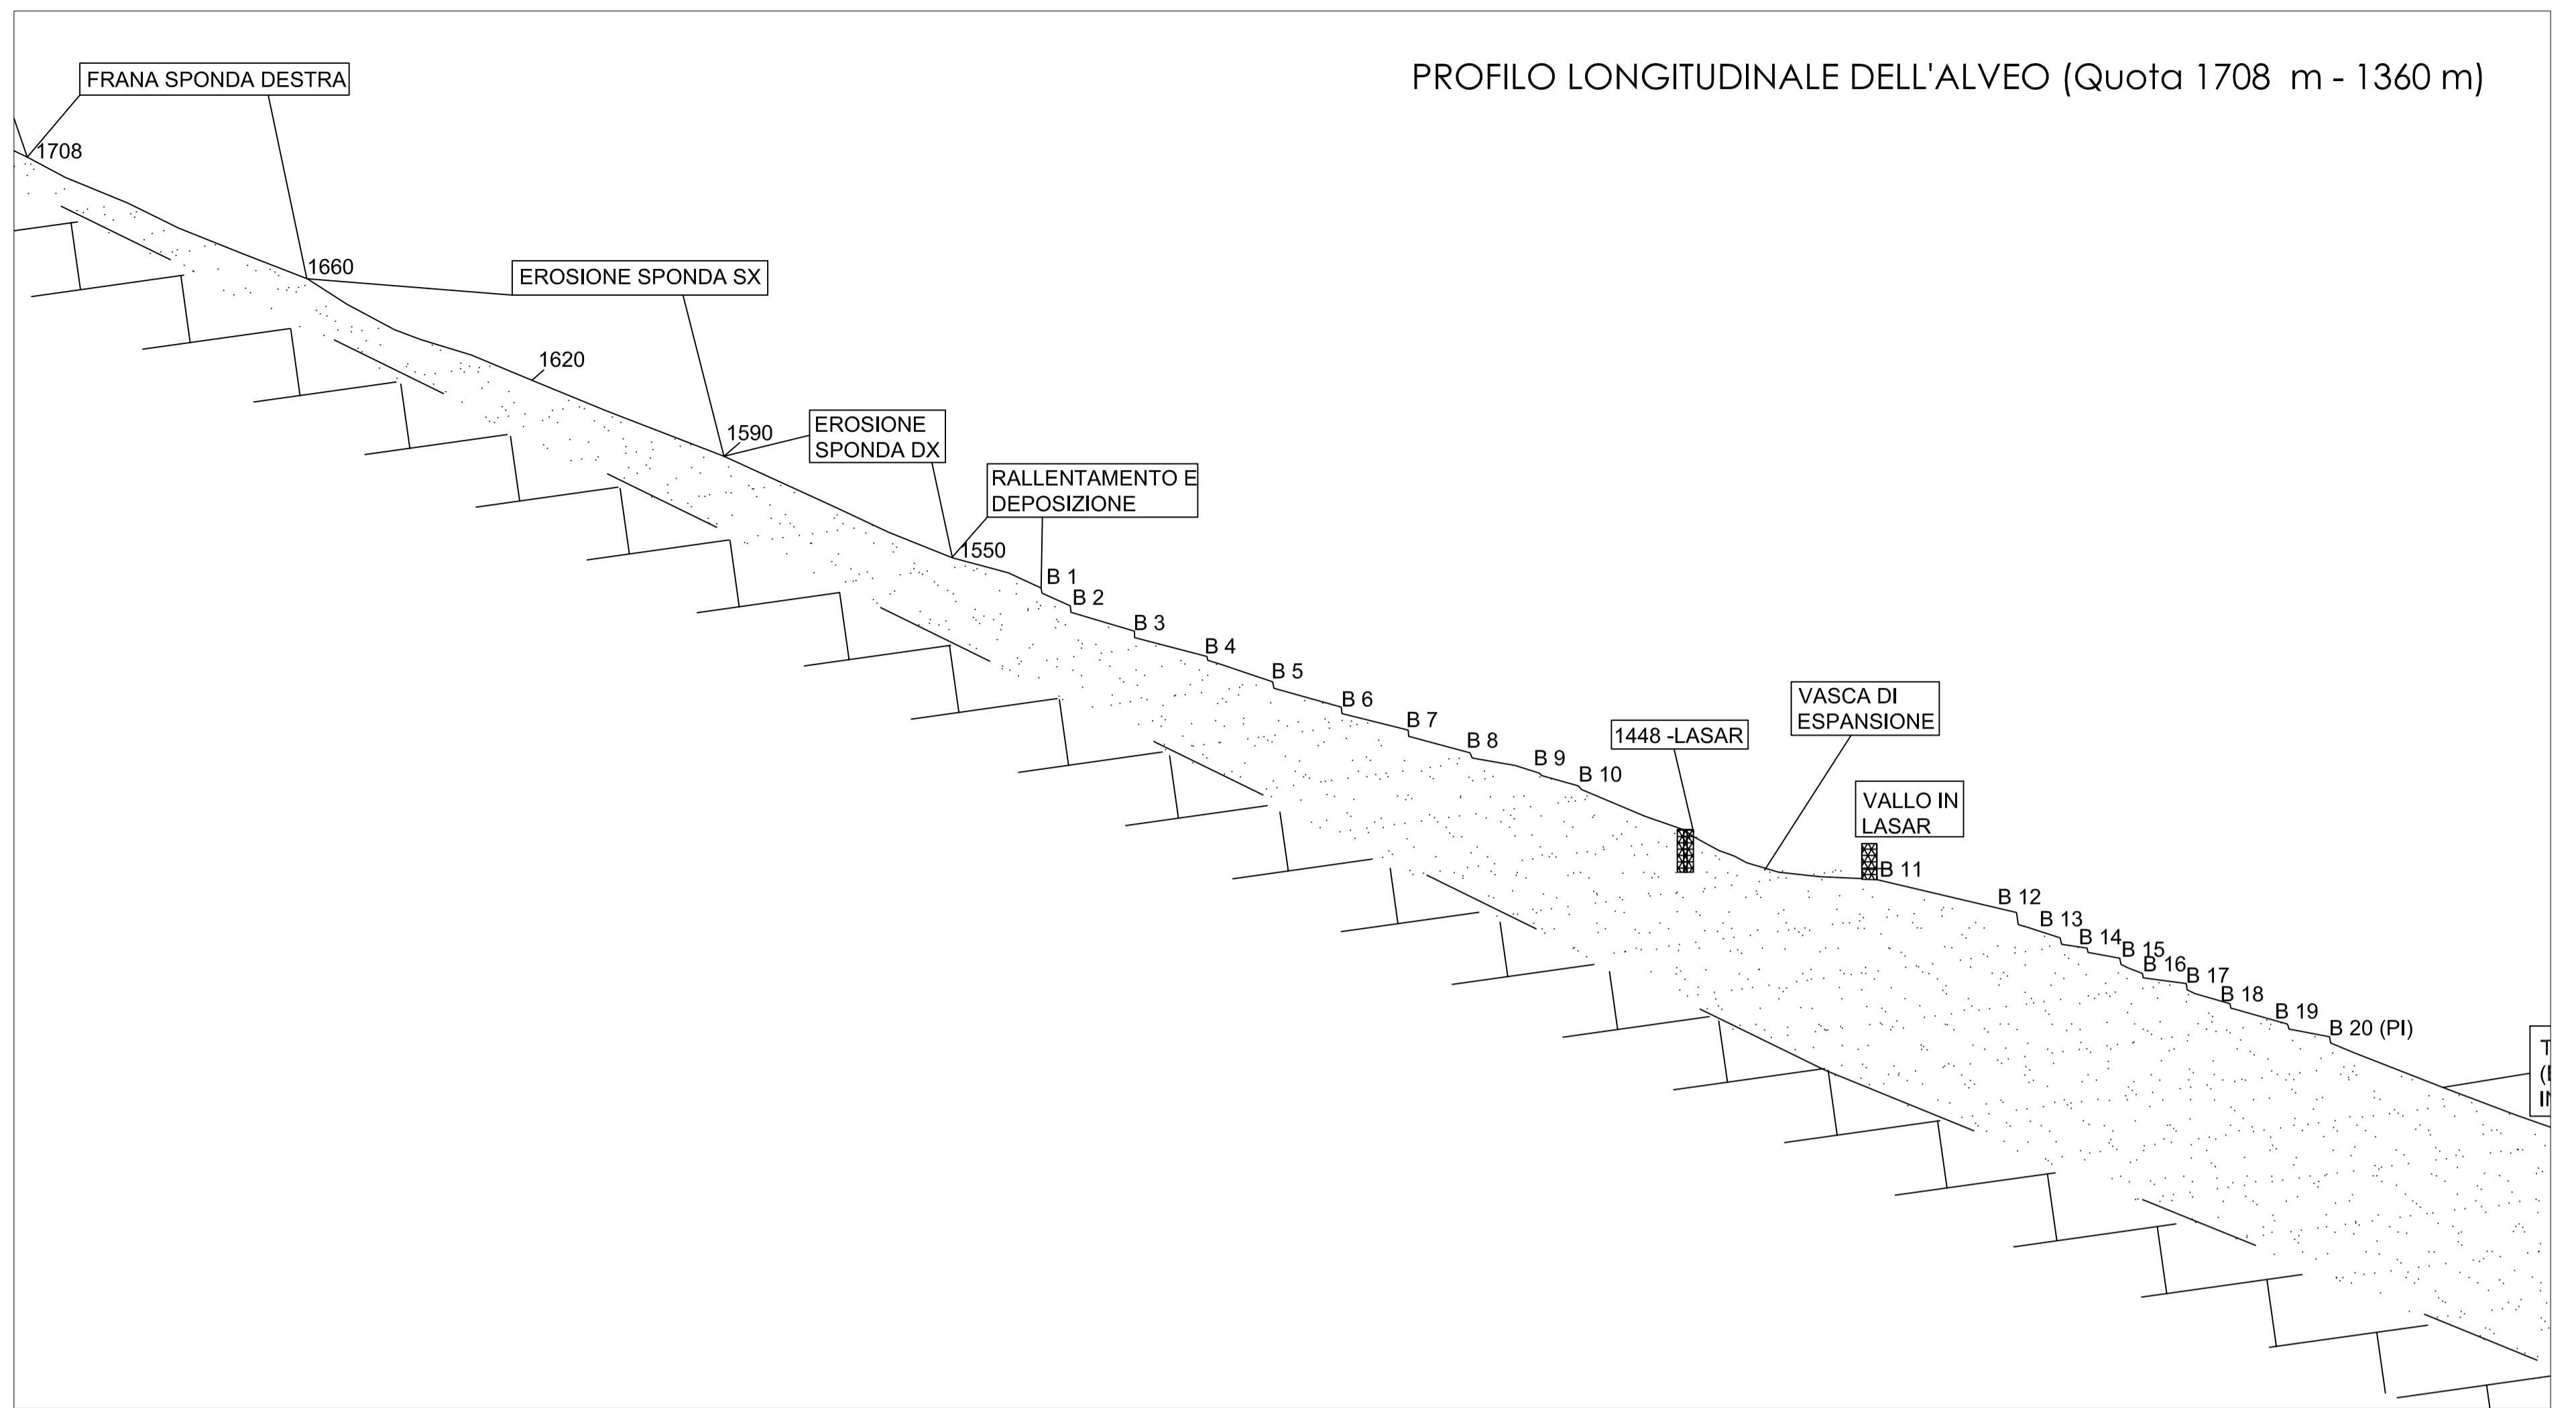 PROFILO LONGITUDINALE DELL'ALVEO (Quota 1708 m - 1360 m)
FRANA SPONDA DESTRA
1708
1660
EROSIONE SPONDA SX
1620
1590
EROSIONE
SPONDA DX
RALLENTAMENTO E
DEPOSIZIONE
1550
B 1
B 2
B 3
B 4
B 5
B 6
B 7
B 8
B 9
B 10
1448 -LASAR
VASCA DI
ESPANSIONE
VALLO IN
LASAR
B 11
B 12
B 13
B 14
B 15
B 16
B 17
B 18
B 19
B 20 (PI)